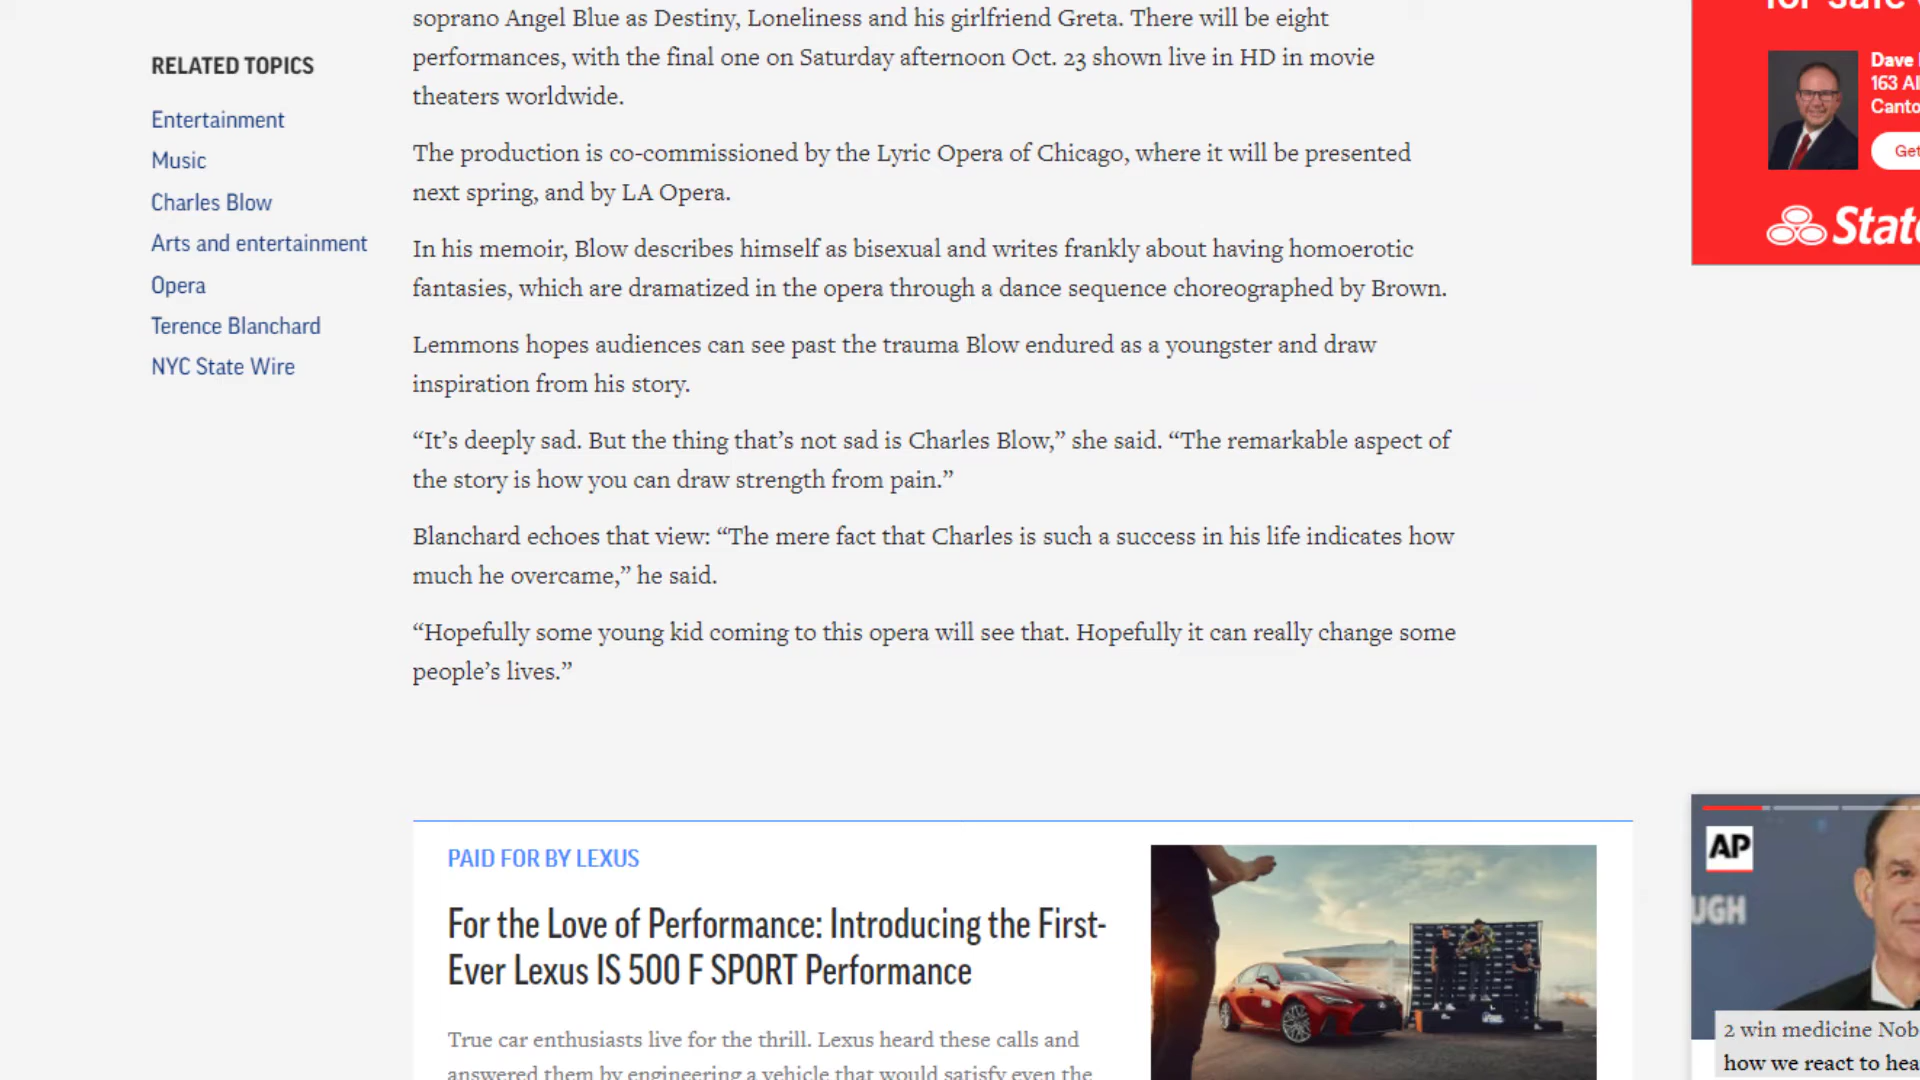 soprano Angel Blue as Destiny, Loneliness and his girlfriend Greta. There will be eight
performances, with the final one on Saturday afternoon Oct. 23 shown live in HD in movie
theaters worldwide.
The production is co-commissioned by the Lyric Opera of Chicago, where it will be presented
next spring, and by LA Opera.
In his memoir, Blow describes himself as bisexual and writes frankly about having homoerotic
fantasies, which are dramatized in the opera through a dance sequence choreographed by Brown.
Lemmons hopes audiences can see past the trauma Blow endured as a youngster and draw
inspiration from his story.
“It’s deeply sad. But the thing that’s not sad is Charles Blow,” she said. “The remarkable aspect of
the story is how you can draw strength from pain.”
Blanchard echoes that view: “The mere fact that Charles is such a success in his life indicates how
much he overcame,” he said.
“Hopefully some young kid coming to this opera will see that. Hopefully it can really change some
people’s lives.”
RELATED TOPICS
Entertainment
Music
Charles Blow
Arts and entertainment
Opera
Terence Blanchard
NYC State Wire
PAID FOR BY LEXUS
For the Love of Performance: Introducing the First-
Ever Lexus IS 500 F SPORT Performance
True car enthusiasts live for the thrill. Lexus heard these calls and
answered them by engineering a vehicle that would satisfy even the
Dave
163 Al
Canto
Get
State
AP
UGH
2 win medicine Nob
how we react to hea